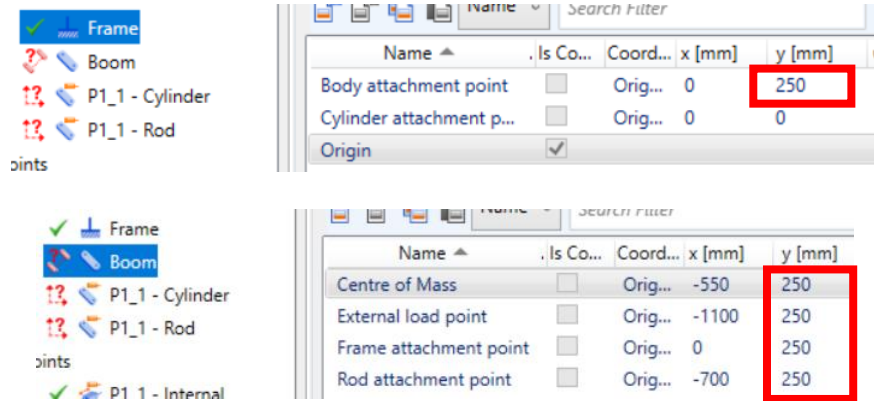 Frame
Boom
P1_1 - Cylinder
P1_1 - Rod
oints
Name Search Filter
Name . Is Co... Coord... x [mm] y [mm]
Body attachment point Orig... 0 250
Cylinder attachment p... Orig... 0 0
Origin
Frame
Boom
P1_1 - Cylinder
P1_1 - Rod
oints
P1_1 - Internal
Name Search Filter
Name . Is Co... Coord... x [mm] y [mm]
Centre of Mass Orig... -550 250
External load point Orig... -1100 250
Frame attachment point Orig... 0 250
Rod attachment point Orig... -700 250